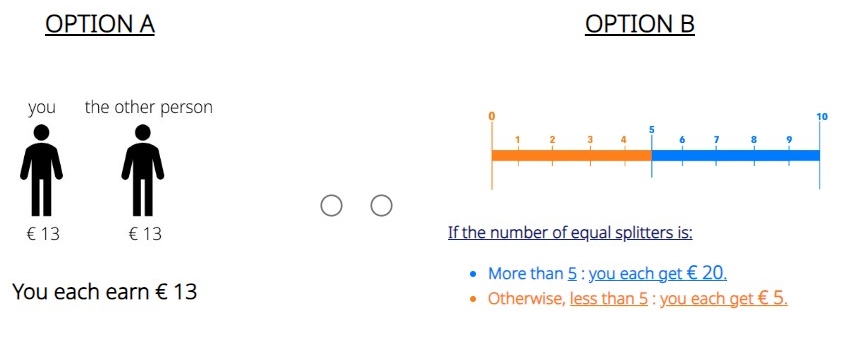 OPTION A
OPTION B
you the other person
€ 13 € 13
You each earn € 13
0 1 2 3 4 5 6 7 8 9 10
If the number of equal splitters is:
• More than 5 : you each get € 20.
• Otherwise, less than 5 : you each get € 5.